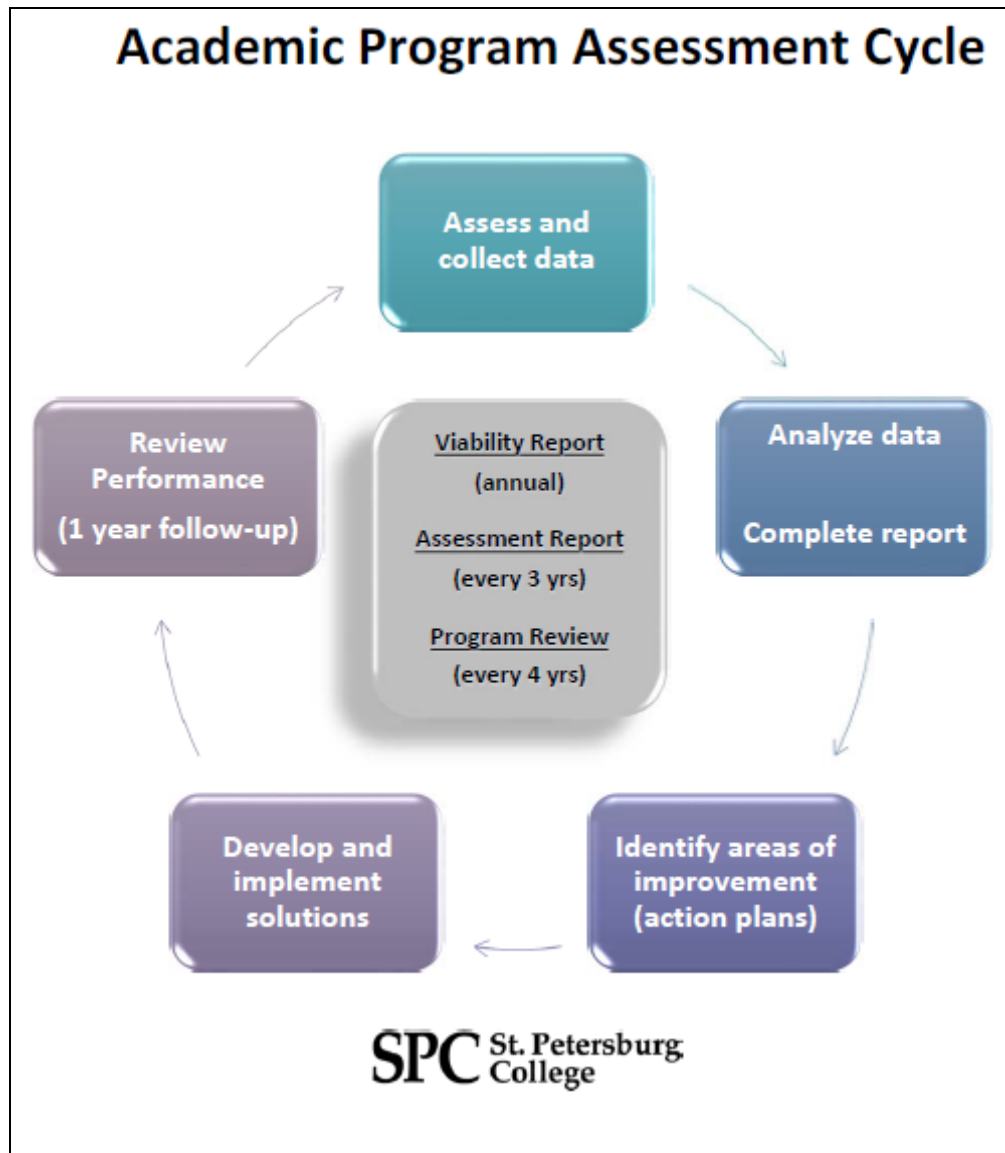 Academic Program Assessment Cycle
Assess and
collect data
Analyze data
Complete report
Identify areas of
improvement
(action plans)
Develop and
implement
solutions
Review
Performance
(1 year follow-up)
Viability Report
(annual)
Assessment Report
(every 3 yrs)
Program Review
(every 4 yrs)
SPC St. Petersburg
College